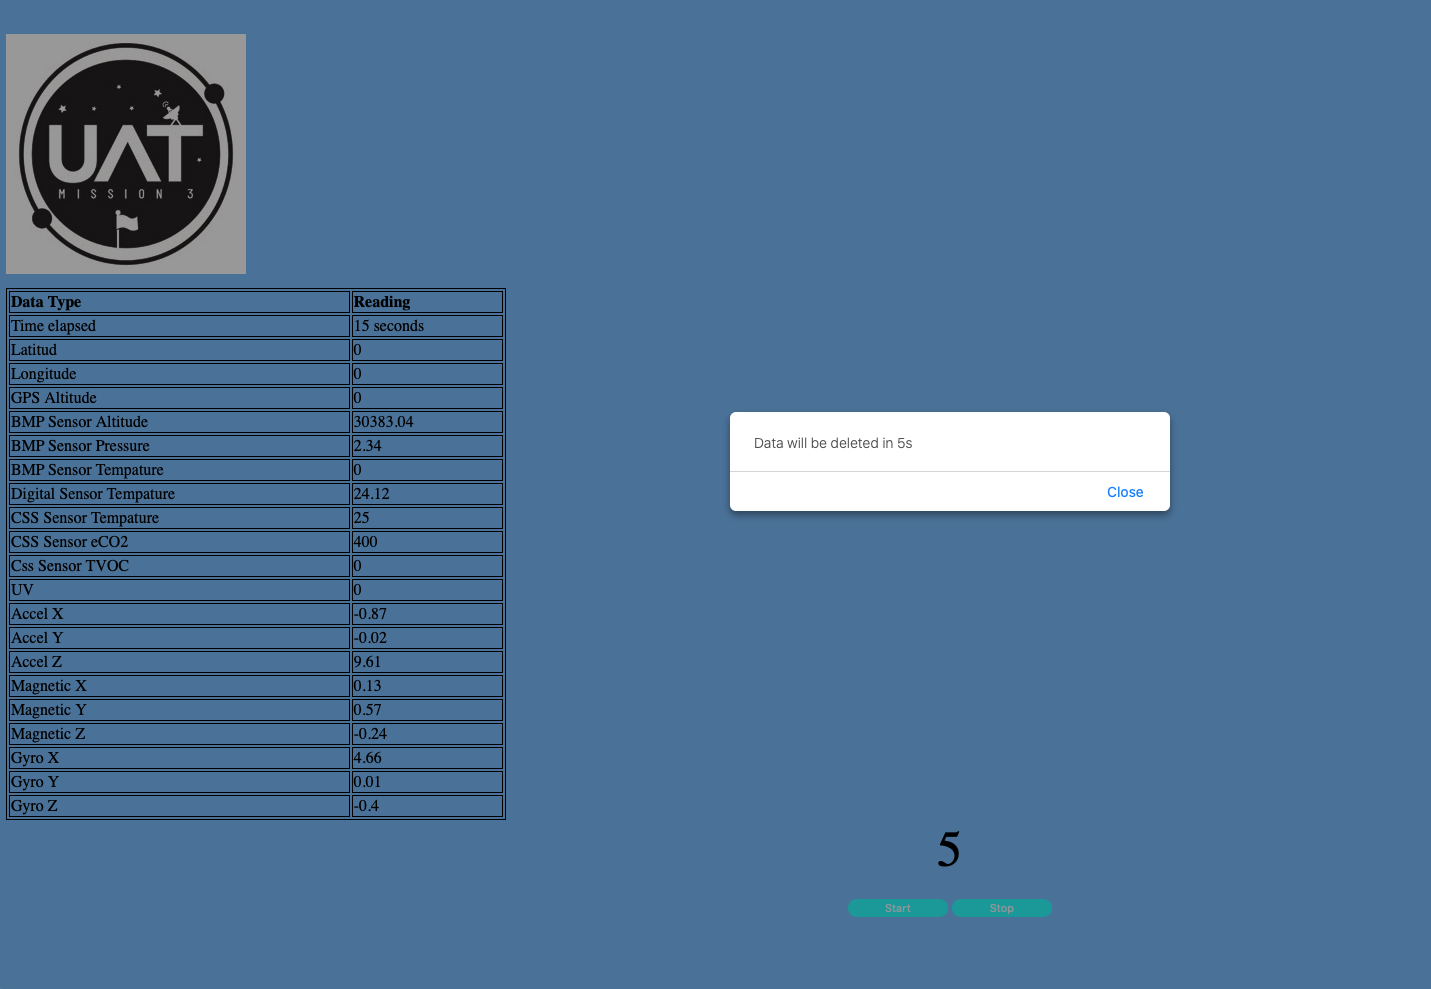 UAT
MISSION 3
Data Type Reading
Time elapsed 15 seconds
Latitud 0
Longitude 0
GPS Altitude 0
BMP Sensor Altitude 30383.04
BMP Sensor Pressure 2.34
BMP Sensor Tempature 0
Digital Sensor Tempature 24.12
CSS Sensor Tempature 25
CSS Sensor eCO2 400
Css Sensor TVOC 0
UV 0
Accel X -0.87
Accel Y -0.02
Accel Z 9.61
Magnetic X 0.13
Magnetic Y 0.57
Magnetic Z -0.24
Gyro X 4.66
Gyro Y 0.01
Gyro Z -0.4
Data will be deleted in 5s
Close
5
Start Stop